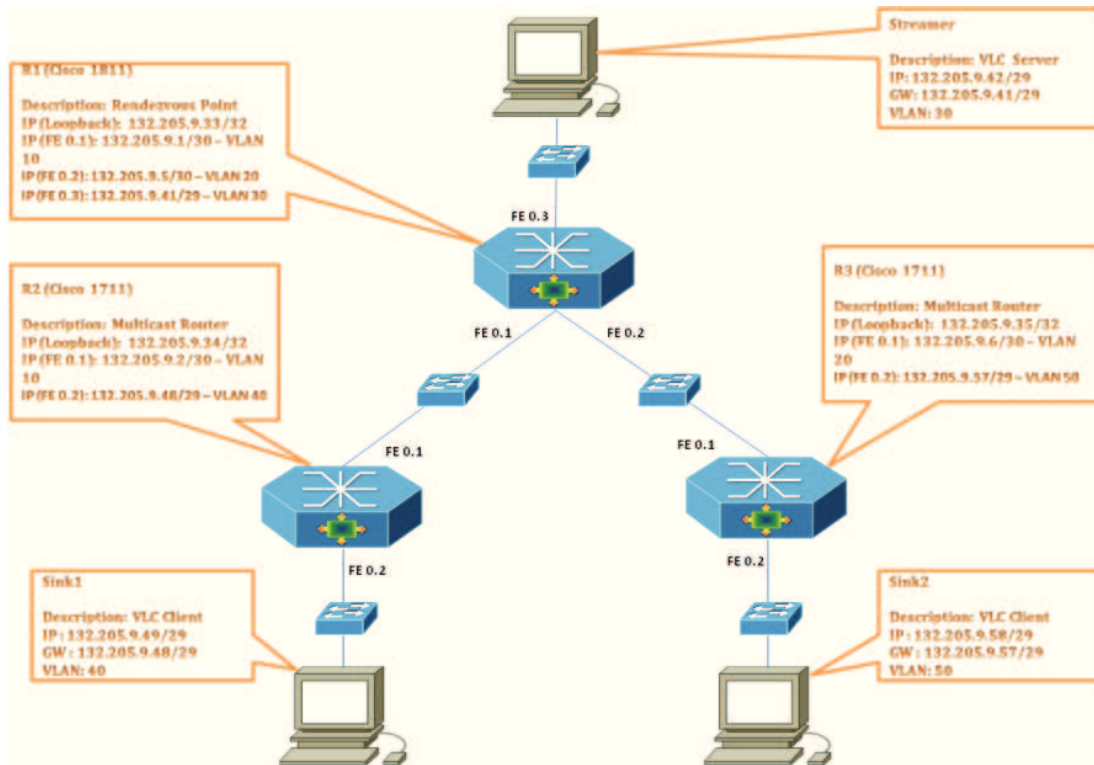 Streamer
Description: VLC Server
IP: 132.205.9.42/29
GW: 132.205.9.41/29
VLAN: 30
R1 (Cisco 1811)
Description: Rendezvous Point
IP (Loopback): 132.205.9.33/32
IP (FE 0.1): 132.205.9.1/30 – VLAN
10
IP (FE 0.2): 132.205.9.5/30 – VLAN 20
IP (FE 0.3): 132.205.9.41/29 – VLAN 30
FE 0.3
R2 (Cisco 1711)
Description: Multicast Router
IP (Loopback): 132.205.9.34/32
IP (FE 0.1): 132.205.9.2/30 – VLAN
10
IP (FE 0.2): 132.205.9.48/29 – VLAN 40
R3 (Cisco 1711)
Description: Multicast Router
IP (Loopback): 132.205.9.35/32
IP (FE 0.1): 132.205.9.6/30 – VLAN
20
IP (FE 0.2): 132.205.9.57/29 – VLAN 50
FE 0.1
FE 0.2
FE 0.1
FE 0.1
FE 0.2
FE 0.2
Sink1
Description: VLC Client
IP : 132.205.9.49/29
GW : 132.205.9.48/29
VLAN: 40
Sink2
Description: VLC Client
IP : 132.205.9.58/29
GW : 132.205.9.57/29
VLAN: 50